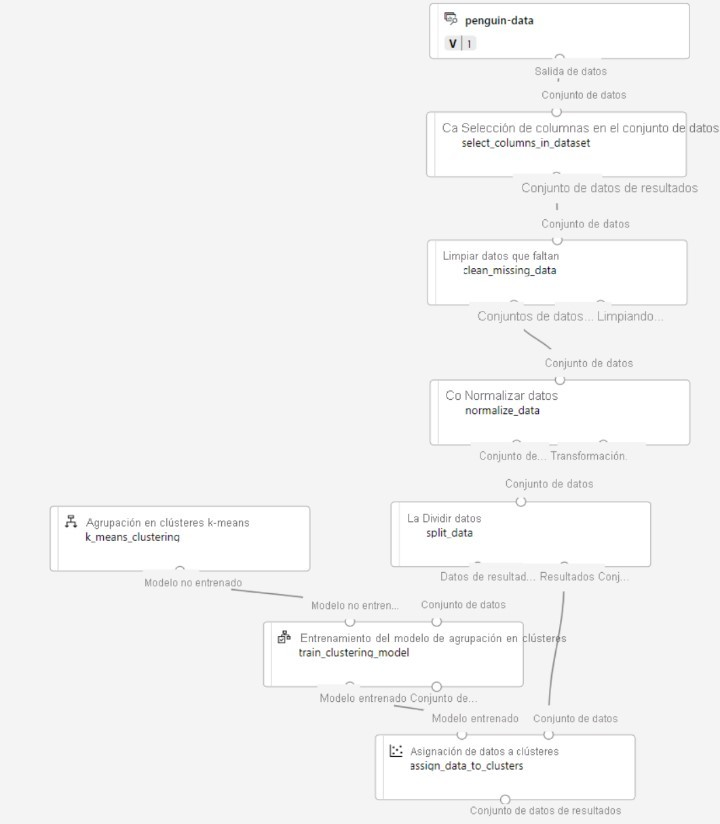 penguin-data
V 1
Salida de datos
Conjunto de datos
Ca Selección de columnas en el conjunto de datos
select_columns_in_dataset
Conjunto de datos de resultados
Conjunto de datos
Limpiar datos que faltan
clean_missing_data
Conjuntos de datos... Limpiando...
Conjunto de datos
Co Normalizar datos
normalize_data
Conjunto de... Transformación.
Conjunto de datos
La Dividir datos
split_data
Datos de resultad... Resultados Conj...
Agrupación en clústeres k-means
k_means_clustering
Modelo no entrenado
Modelo no entren... Conjunto de datos
Entrenamiento del modelo de agrupación en clústeres
train_clustering_model
Modelo entrenado Conjunto de...
Modelo entrenado Conjunto de datos
Asignación de datos a clústeres
assign_data_to_clusters
Conjunto de datos de resultados